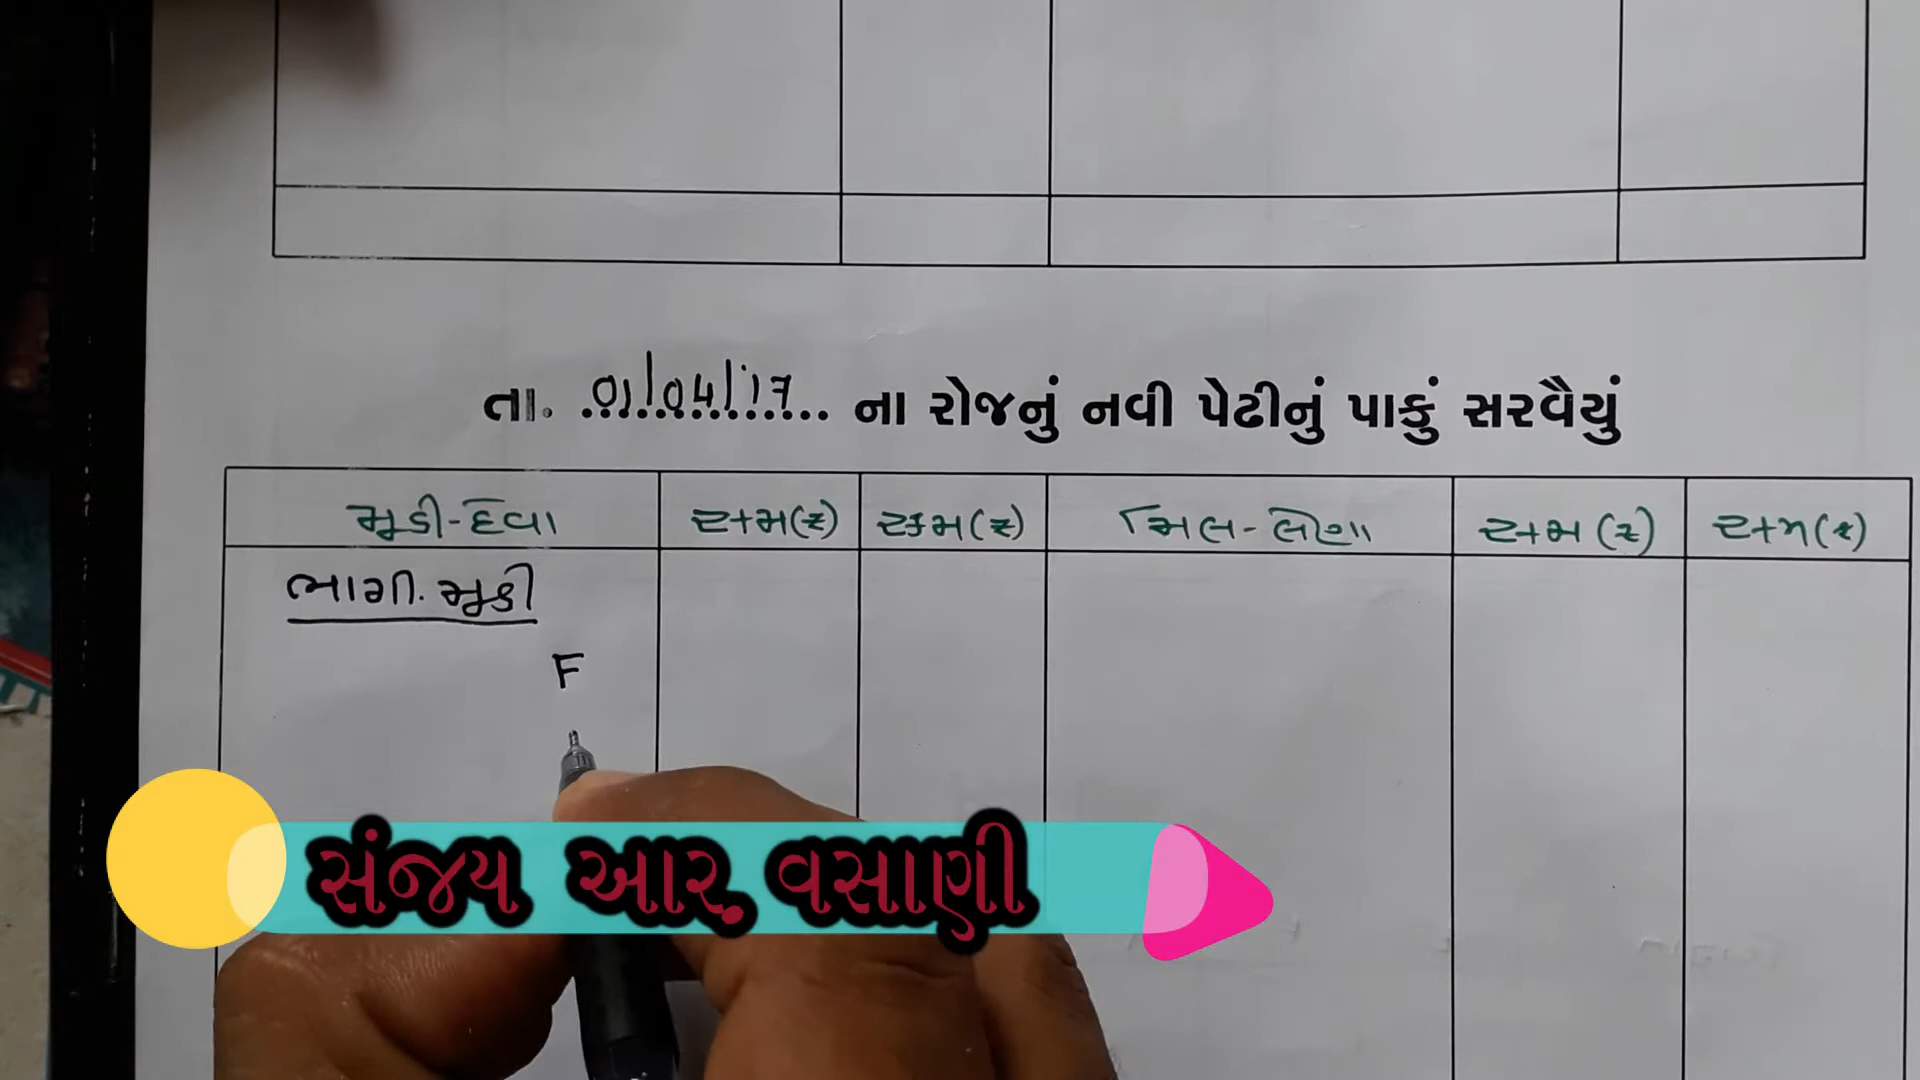 તા. 01/04/'17 ના રોજનું નવી પેઢીનું પાકું સરવૈયું
મૂડી-દેવા રકમ(₹) રકમ(₹) મિલ-લેણા રકમ(₹) રકમ(₹)
ભાગી. મૂડી
F
સંજય આર. વસાણી